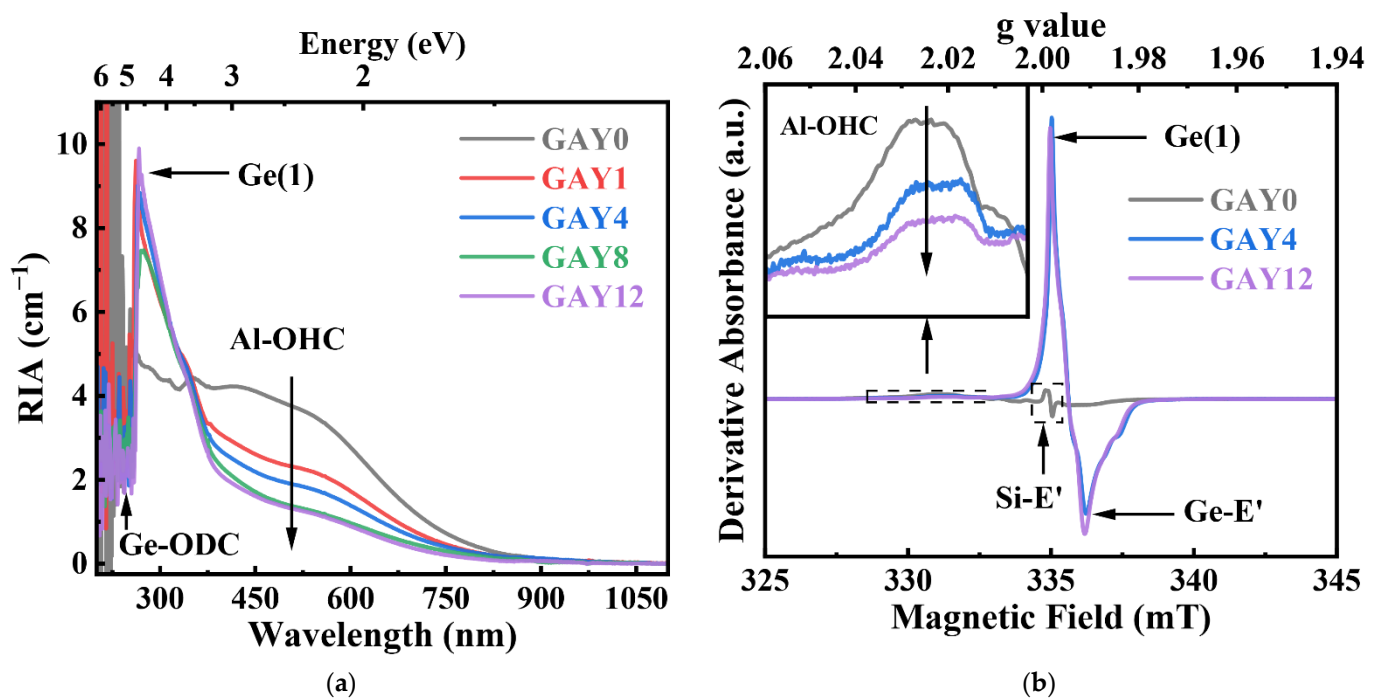 Energy (eV)
6 5 4 3 2
10
8
6
4
2
0
RIA (cm⁻¹)
GAY0
GAY1
GAY4
GAY8
GAY12
Ge(1)
Al-OHC
Ge-ODC
300 450 600 750 900 1050
Wavelength (nm)
(a)
g value
2.06 2.04 2.02 2.00 1.98 1.96 1.94
Derivative Absorbance (a.u.)
Al-OHC
Ge(1)
GAY0
GAY4
GAY12
Si-E'
Ge-E'
325 330 335 340 345
Magnetic Field (mT)
(b)